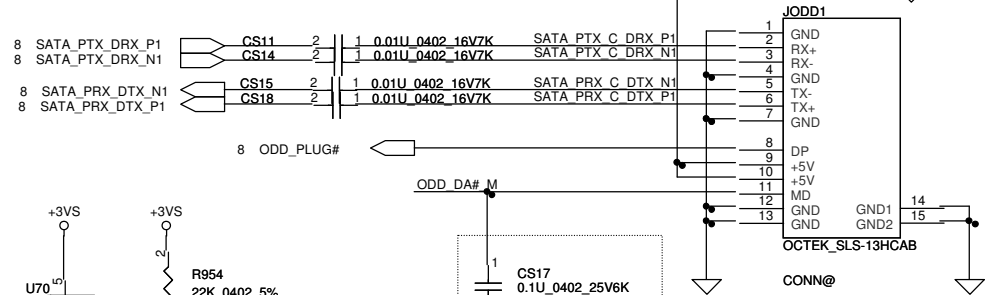 JODD1
1 GND
8 SATA_PTX_DRX_P1 CS11 2 1 0.01U_0402_16V7K SATA_PTX_C_DRX_P1 2 RX+
8 SATA_PTX_DRX_N1 CS14 2 1 0.01U_0402_16V7K SATA_PTX_C_DRX_N1 3 RX-
4 GND
8 SATA_PRX_DTX_N1 CS15 2 1 0.01U_0402_16V7K SATA_PRX_C_DTX_N1 5 TX-
8 SATA_PRX_DTX_P1 CS18 2 1 0.01U_0402_16V7K SATA_PRX_C_DTX_P1 6 TX+
7 GND
8 ODD_PLUG# 8 DP
9 +5V
10 +5V
ODD_DA#_M 11 MD
12 GND GND1 14
13 GND GND2 15
+3VS +3VS
OCTEK_SLS-13HCAB
2
R954 1 CS17 CONN@
U70 5 22K_0402_5% 0.1U_0402_25V6K